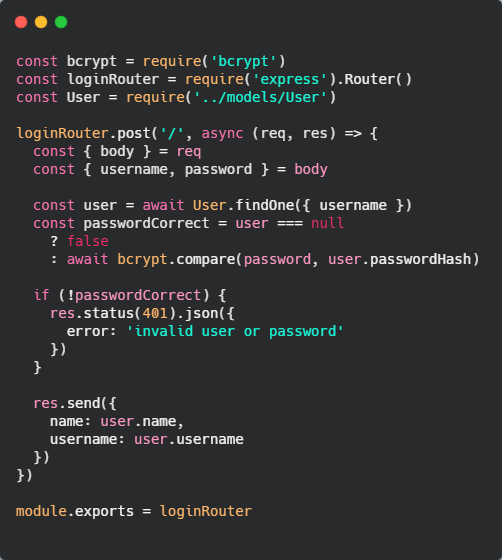 const bcrypt = require('bcrypt')
const loginRouter = require('express').Router()
const User = require('../models/User')
loginRouter.post('/', async (req, res) => {
  const { body } = req
  const { username, password } = body
  const user = await User.findOne({ username })
  const passwordCorrect = user === null
    ? false
    : await bcrypt.compare(password, user.passwordHash)
  if (!passwordCorrect) {
    res.status(401).json({
      error: 'invalid user or password'
    })
  }
  res.send({
    name: user.name,
    username: user.username
  })
})
module.exports = loginRouter